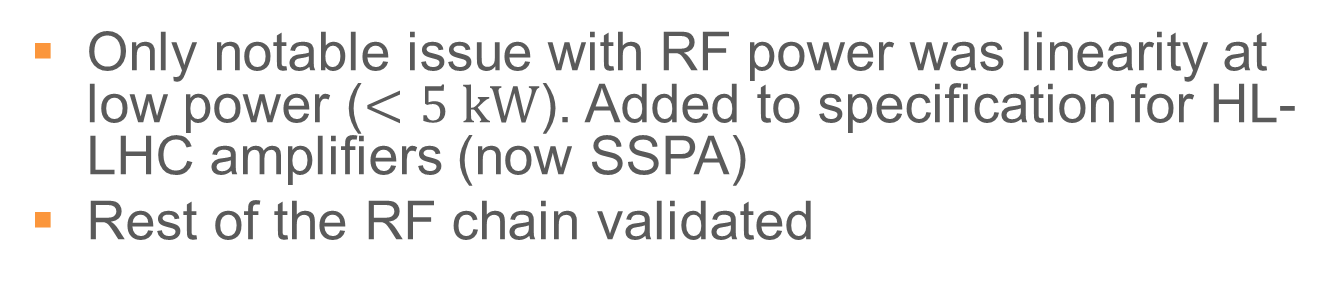 ▪ Only notable issue with RF power was linearity at
low power (< 5 kW). Added to specification for HL-
LHC amplifiers (now SSPA)
▪ Rest of the RF chain validated